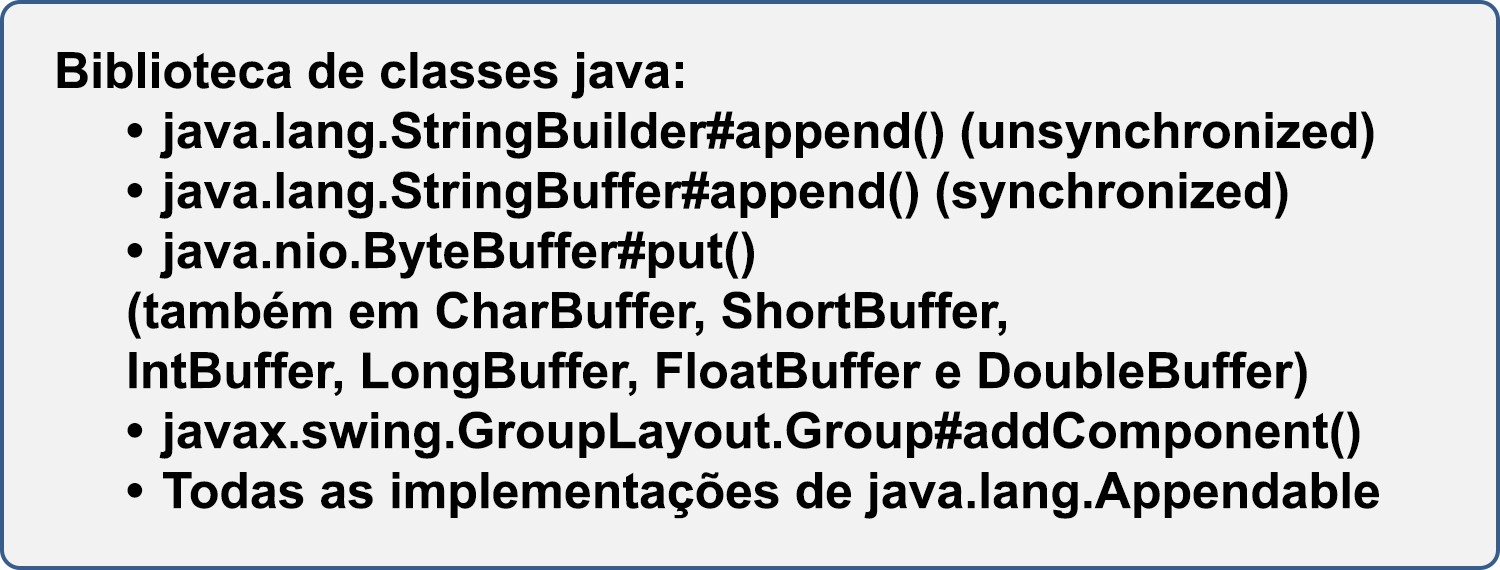 Biblioteca de classes java:
• java.lang.StringBuilder#append() (unsynchronized)
• java.lang.StringBuffer#append() (synchronized)
• java.nio.ByteBuffer#put()
(também em CharBuffer, ShortBuffer,
IntBuffer, LongBuffer, FloatBuffer e DoubleBuffer)
• javax.swing.GroupLayout.Group#addComponent()
• Todas as implementações de java.lang.Appendable